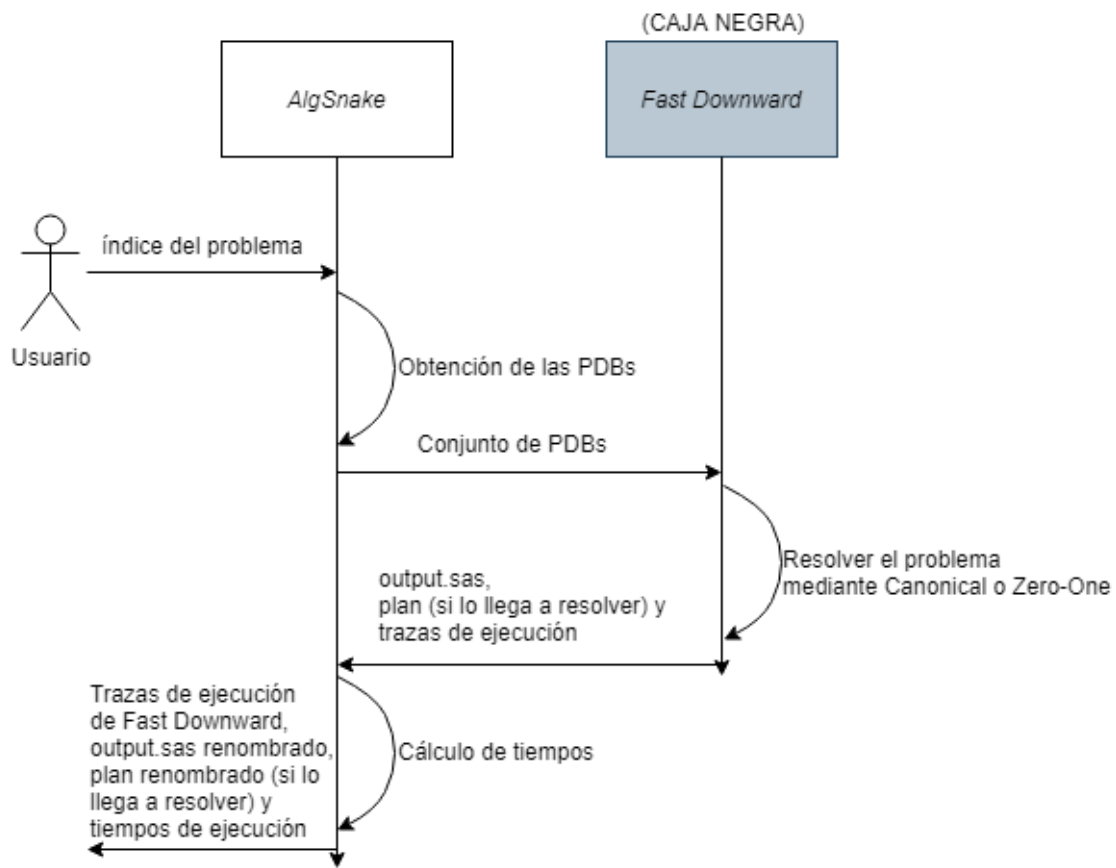 (CAJA NEGRA)
AlgSnake
Fast Downward
índice del problema
Usuario
Obtención de las PDBs
Conjunto de PDBs
Resolver el problema
mediante Canonical o Zero-One
output.sas,
plan (si lo llega a resolver) y
trazas de ejecución
Trazas de ejecución
de Fast Downward,
output.sas renombrado,
plan renombrado (si lo
llega a resolver) y
tiempos de ejecución
Cálculo de tiempos